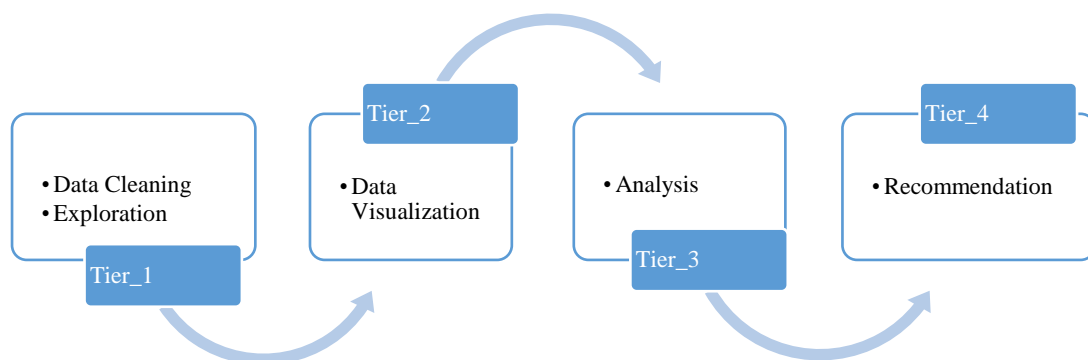 • Data Cleaning
• Exploration
Tier_1
Tier_2
• Data
Visualization
• Analysis
Tier_3
Tier_4
• Recommendation